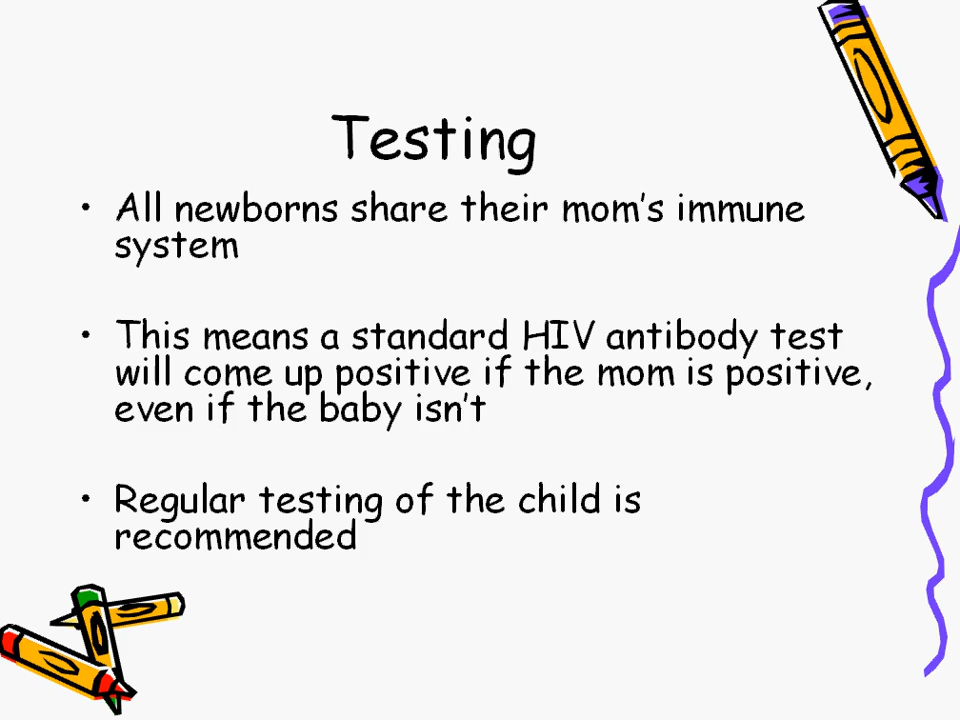 Testing
• All newborns share their mom's immune
system
• This means a standard HIV antibody test
will come up positive if the mom is positive,
even if the baby isn't
• Regular testing of the child is
recommended